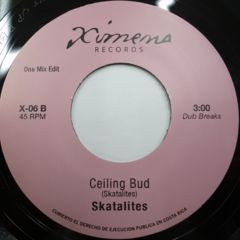 Ximena
RECORDS
One Mix Edit
X-06 B
45 RPM
3:00
Dub Breaks
Ceiling Bud
(Skatalites)
Skatalites
CUBIERTO EL DERECHO DE EJECUCION PUBLICA EN COSTA RICA